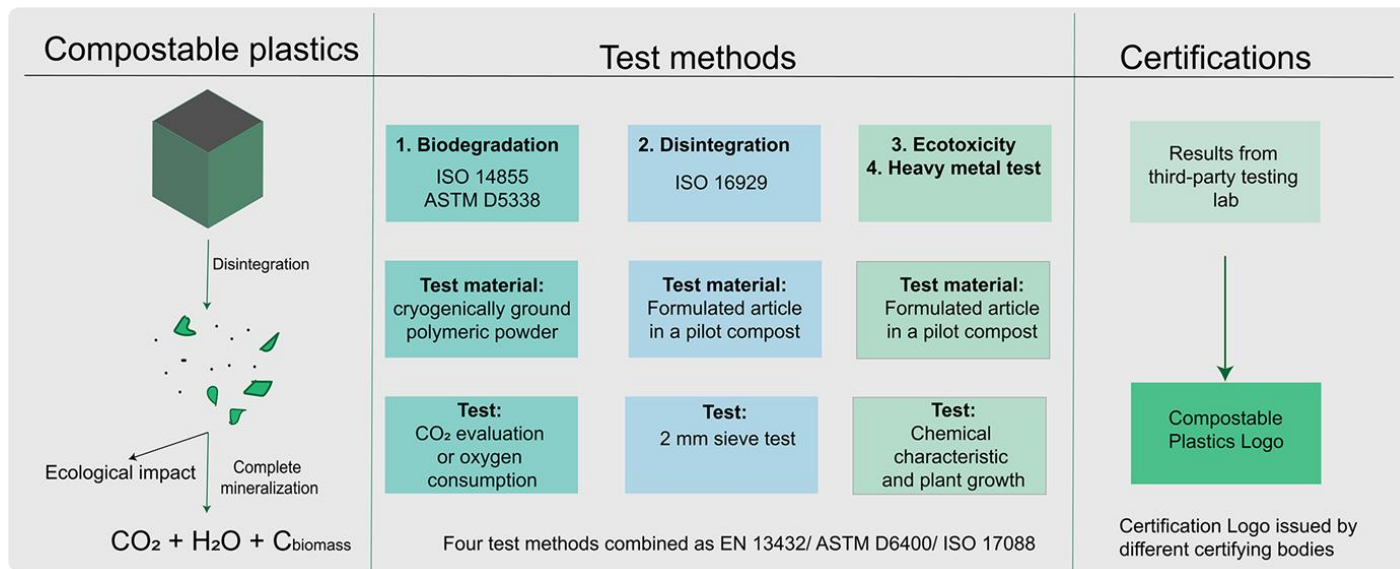 Compostable plastics
Disintegration
Ecological impact
Complete
mineralization
CO₂ + H₂O + Cbiomass
Test methods
1. Biodegradation
ISO 14855
ASTM D5338
2. Disintegration
ISO 16929
3. Ecotoxicity
4. Heavy metal test
Test material:
cryogenically ground
polymeric powder
Test material:
Formulated article
in a pilot compost
Test material:
Formulated article
in a pilot compost
Test:
CO₂ evaluation
or oxygen
consumption
Test:
2 mm sieve test
Test:
Chemical
characteristic
and plant growth
Four test methods combined as EN 13432/ ASTM D6400/ ISO 17088
Certifications
Results from
third-party testing
lab
Compostable
Plastics Logo
Certification Logo issued by
different certifying bodies